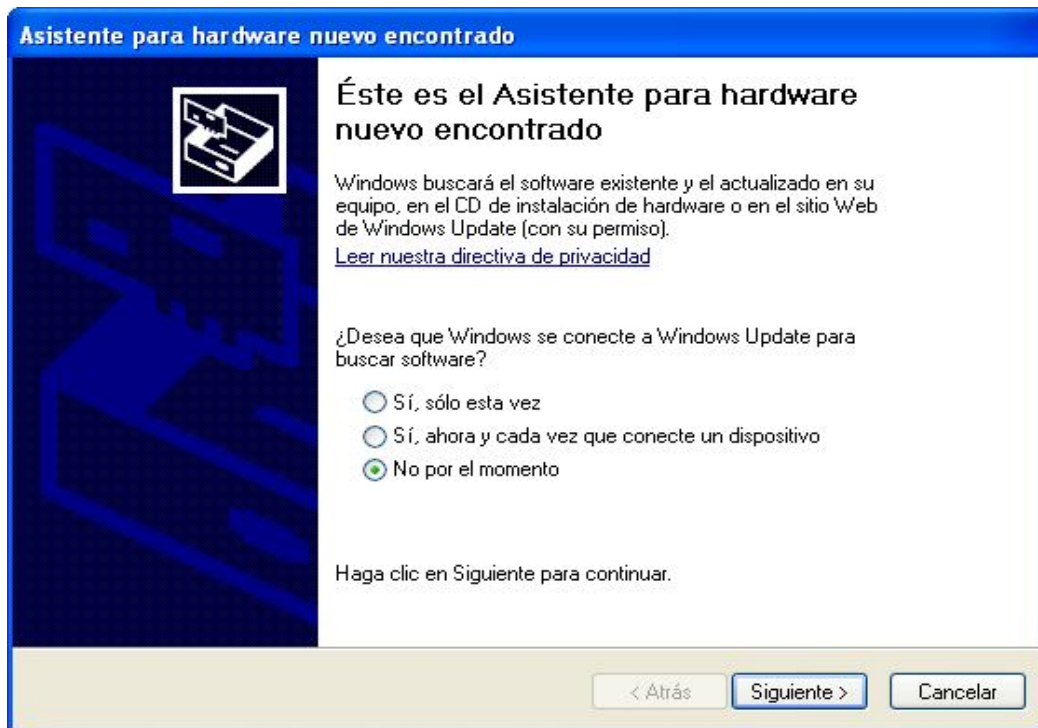 Asistente para hardware nuevo encontrado
Éste es el Asistente para hardware
nuevo encontrado
Windows buscará el software existente y el actualizado en su
equipo, en el CD de instalación de hardware o en el sitio Web
de Windows Update (con su permiso).
Leer nuestra directiva de privacidad
¿Desea que Windows se conecte a Windows Update para
buscar software?
Sí, sólo esta vez
Sí, ahora y cada vez que conecte un dispositivo
No por el momento
Haga clic en Siguiente para continuar.
< Atrás Siguiente > Cancelar